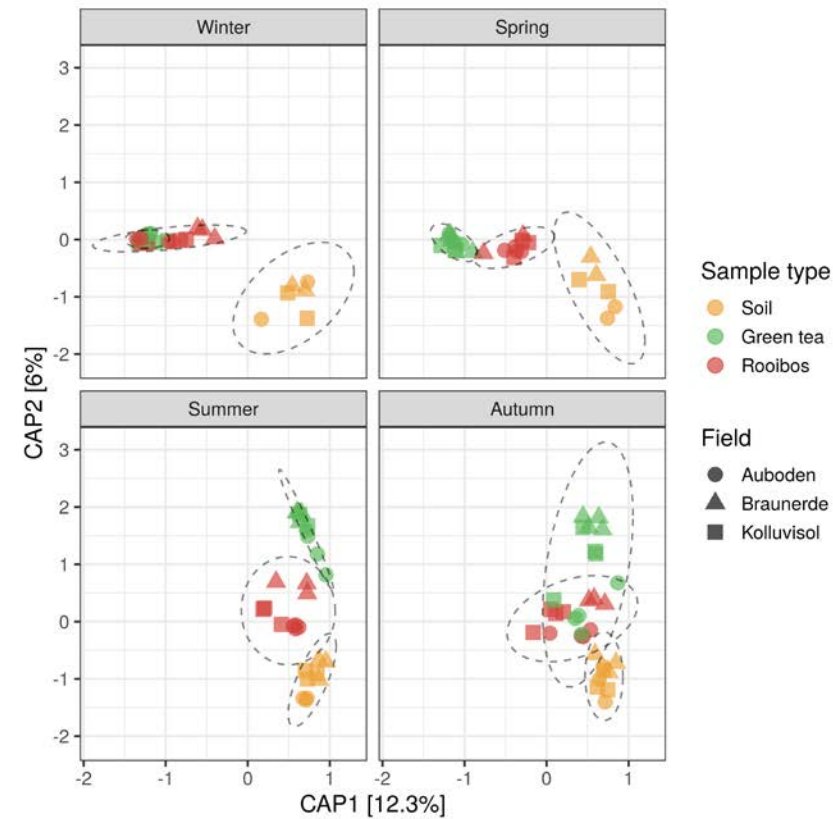 Winter
Spring
3
2
1
0
-1
-2
Sample type
Soil
Green tea
Rooibos
CAP2 [6%]
Summer
Autumn
Field
Auboden
Braunerde
Kolluvisol
3
2
1
0
-1
-2
-2 -1 0 1 -2 -1 0 1
CAP1 [12.3%]